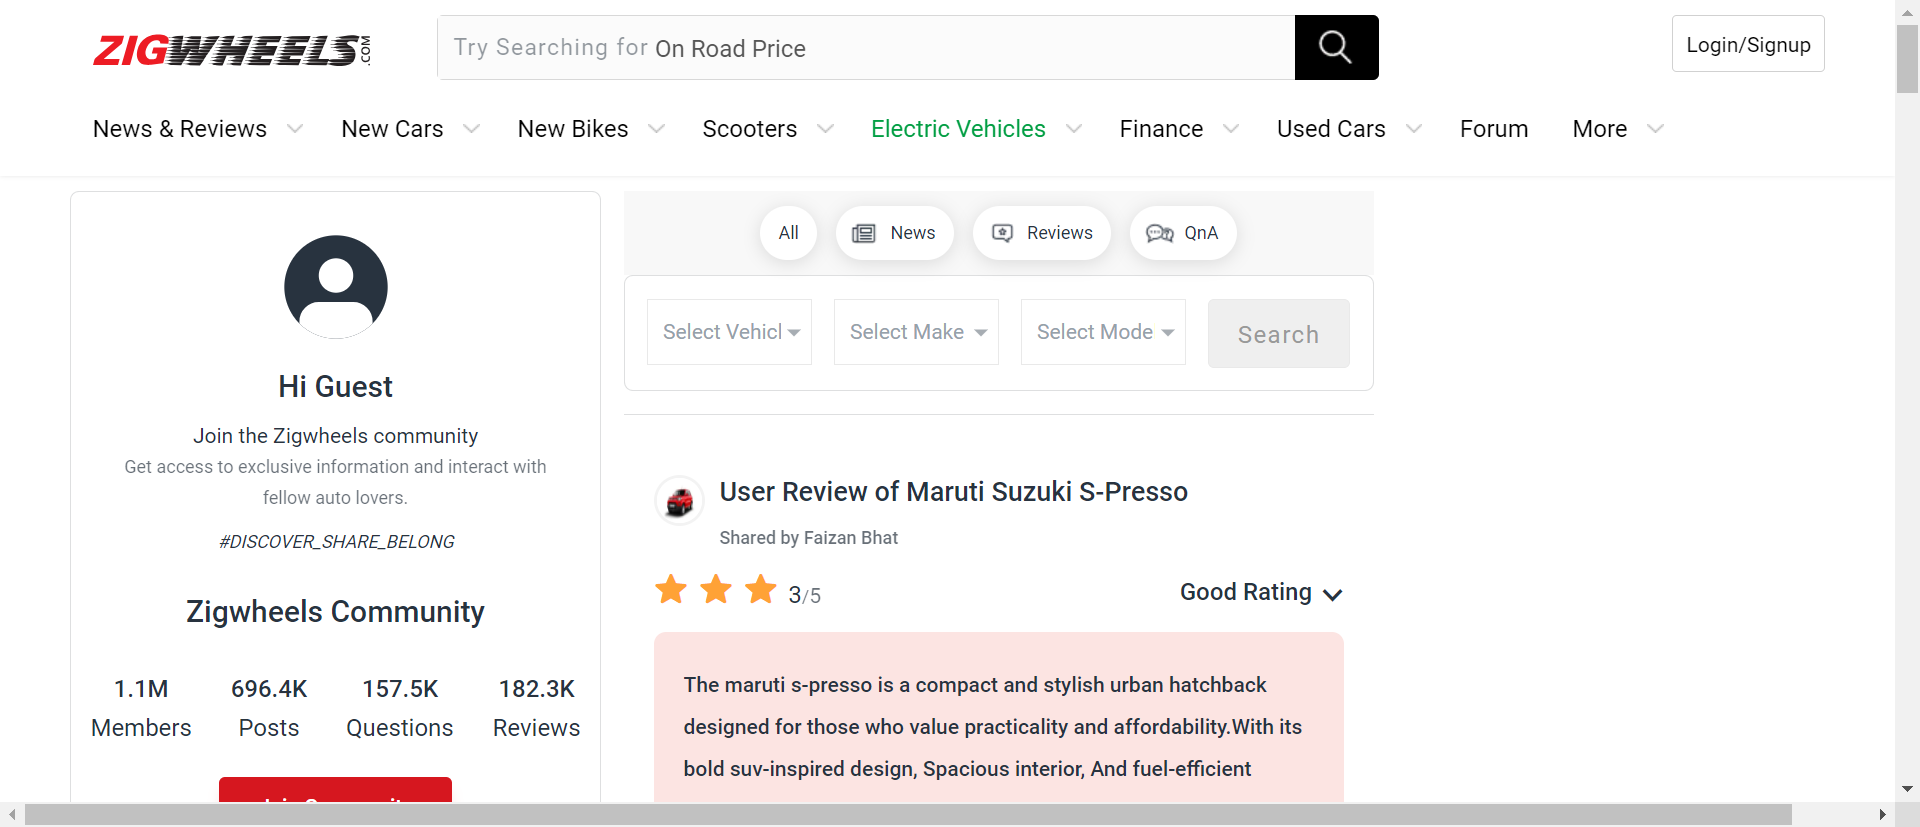 ZIGWHEELS.COM
Try Searching for On Road Price
Login/Signup
News & Reviews
New Cars
New Bikes
Scooters
Electric Vehicles
Finance
Used Cars
Forum
More
Hi Guest
Join the Zigwheels community
Get access to exclusive information and interact with
fellow auto lovers.
#DISCOVER_SHARE_BELONG
Zigwheels Community
1.1M
Members
696.4K
Posts
157.5K
Questions
182.3K
Reviews
All
News
Reviews
QnA
Select Vehicl
Select Make
Select Mode
Search
User Review of Maruti Suzuki S-Presso
Shared by Faizan Bhat
3/5
Good Rating
The maruti s-presso is a compact and stylish urban hatchback
designed for those who value practicality and affordability.With its
bold suv-inspired design, Spacious interior, And fuel-efficient